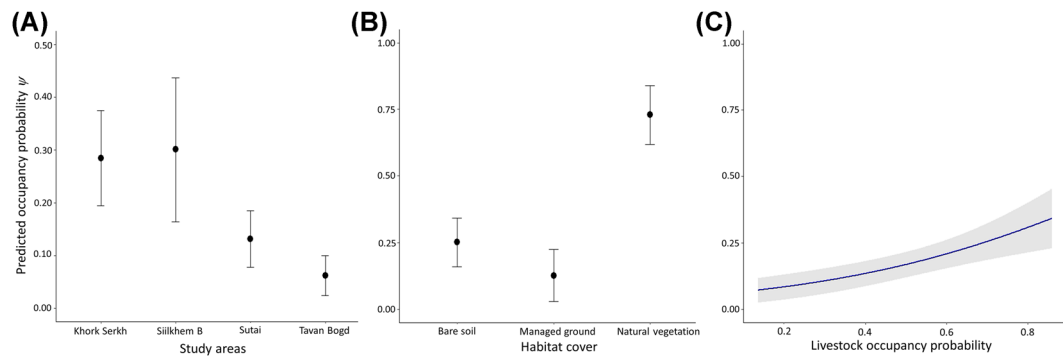 (A)
Predicted occupancy probability ψ
0.50
0.40
0.30
0.20
0.10
0.00
Khork Serkh Siilkhem B Sutai Tavan Bogd
Study areas
(B)
1.00
0.75
0.50
0.25
0.00
Bare soil Managed ground Natural vegetation
Habitat cover
(C)
1.00
0.75
0.50
0.25
0.00
0.2 0.4 0.6 0.8
Livestock occupancy probability